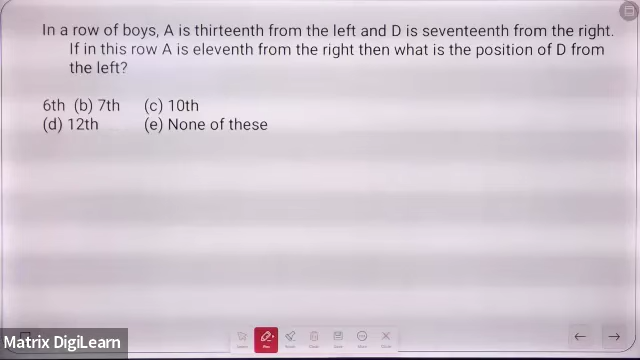 In a row of boys, A is thirteenth from the left and D is seventeenth from the right.
If in this row A is eleventh from the right then what is the position of D from
the left?
6th (b) 7th (c) 10th
(d) 12th (e) None of these
Matrix DigiLearn